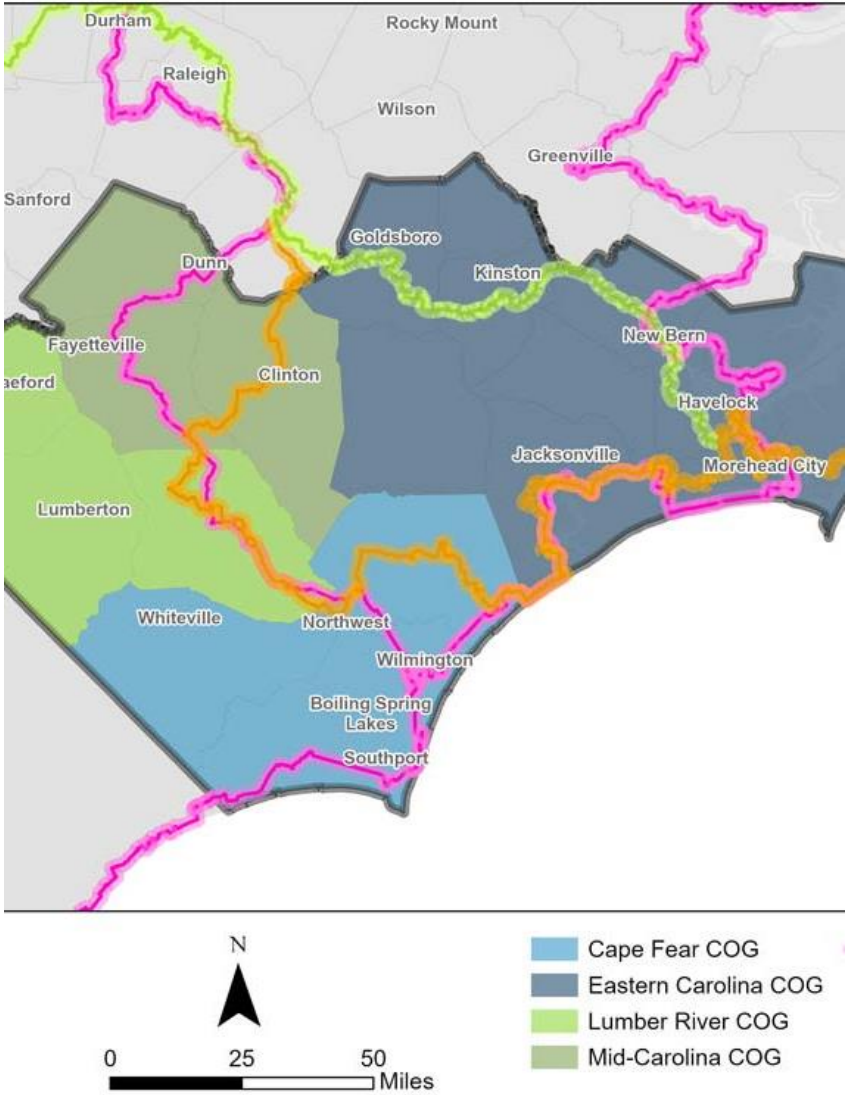 Durham
Rocky Mount
Raleigh
Wilson
Greenville
Sanford
Goldsboro
Dunn
Kinston
New Bern
Fayetteville
Clinton
aeford
Havelock
Jacksonville
Morehead City
Lumberton
Whiteville
Northwest
Wilmington
Boiling Spring
Lakes
Southport
N
0 25 50
Miles
Cape Fear COG
Eastern Carolina COG
Lumber River COG
Mid-Carolina COG